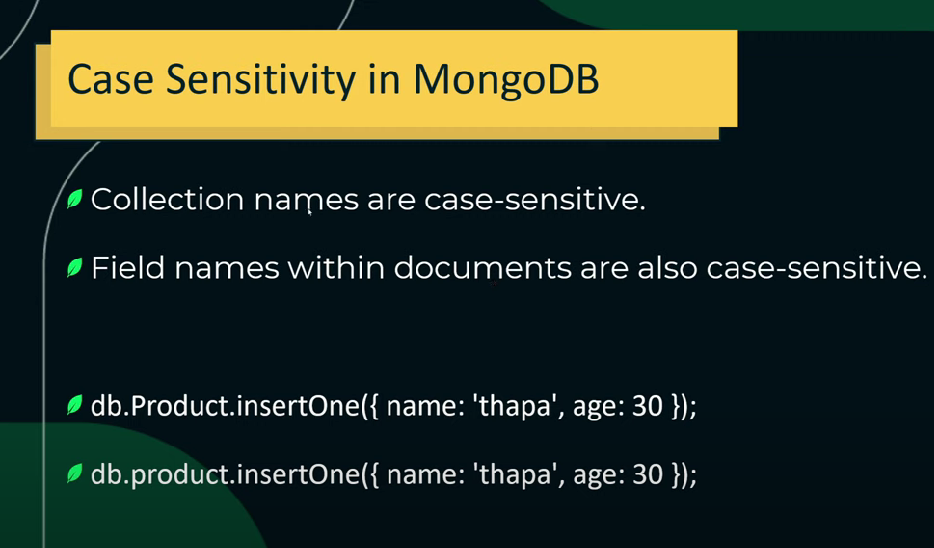 Case Sensitivity in MongoDB
Collection names are case-sensitive.
Field names within documents are also case-sensitive.
db.Product.insertOne({ name: 'thapa', age: 30 });
db.product.insertOne({ name: 'thapa', age: 30 });